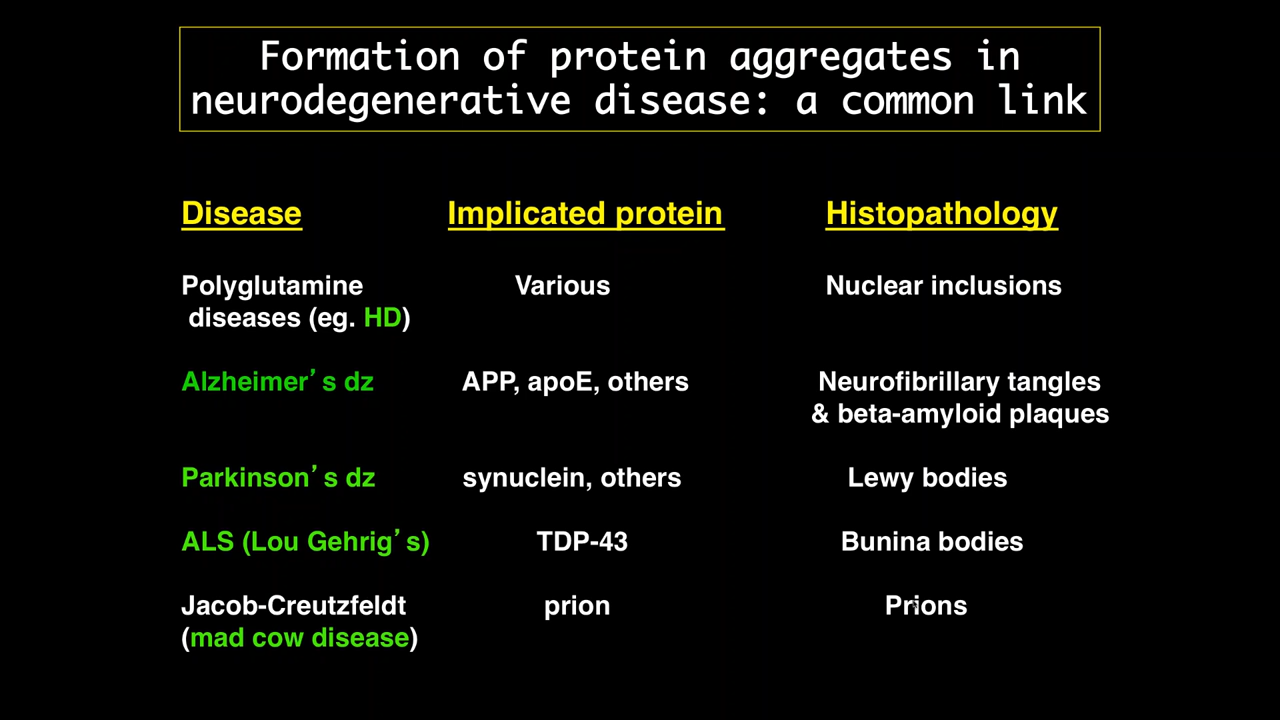 Formation of protein aggregates in
neurodegenerative disease: a common link
Disease Implicated protein Histopathology
Polyglutamine Various Nuclear inclusions
diseases (eg. HD)
Alzheimer’s dz APP, apoE, others Neurofibrillary tangles
& beta-amyloid plaques
Parkinson’s dz synuclein, others Lewy bodies
ALS (Lou Gehrig’s) TDP-43 Bunina bodies
Jacob-Creutzfeldt prion Prions
(mad cow disease)